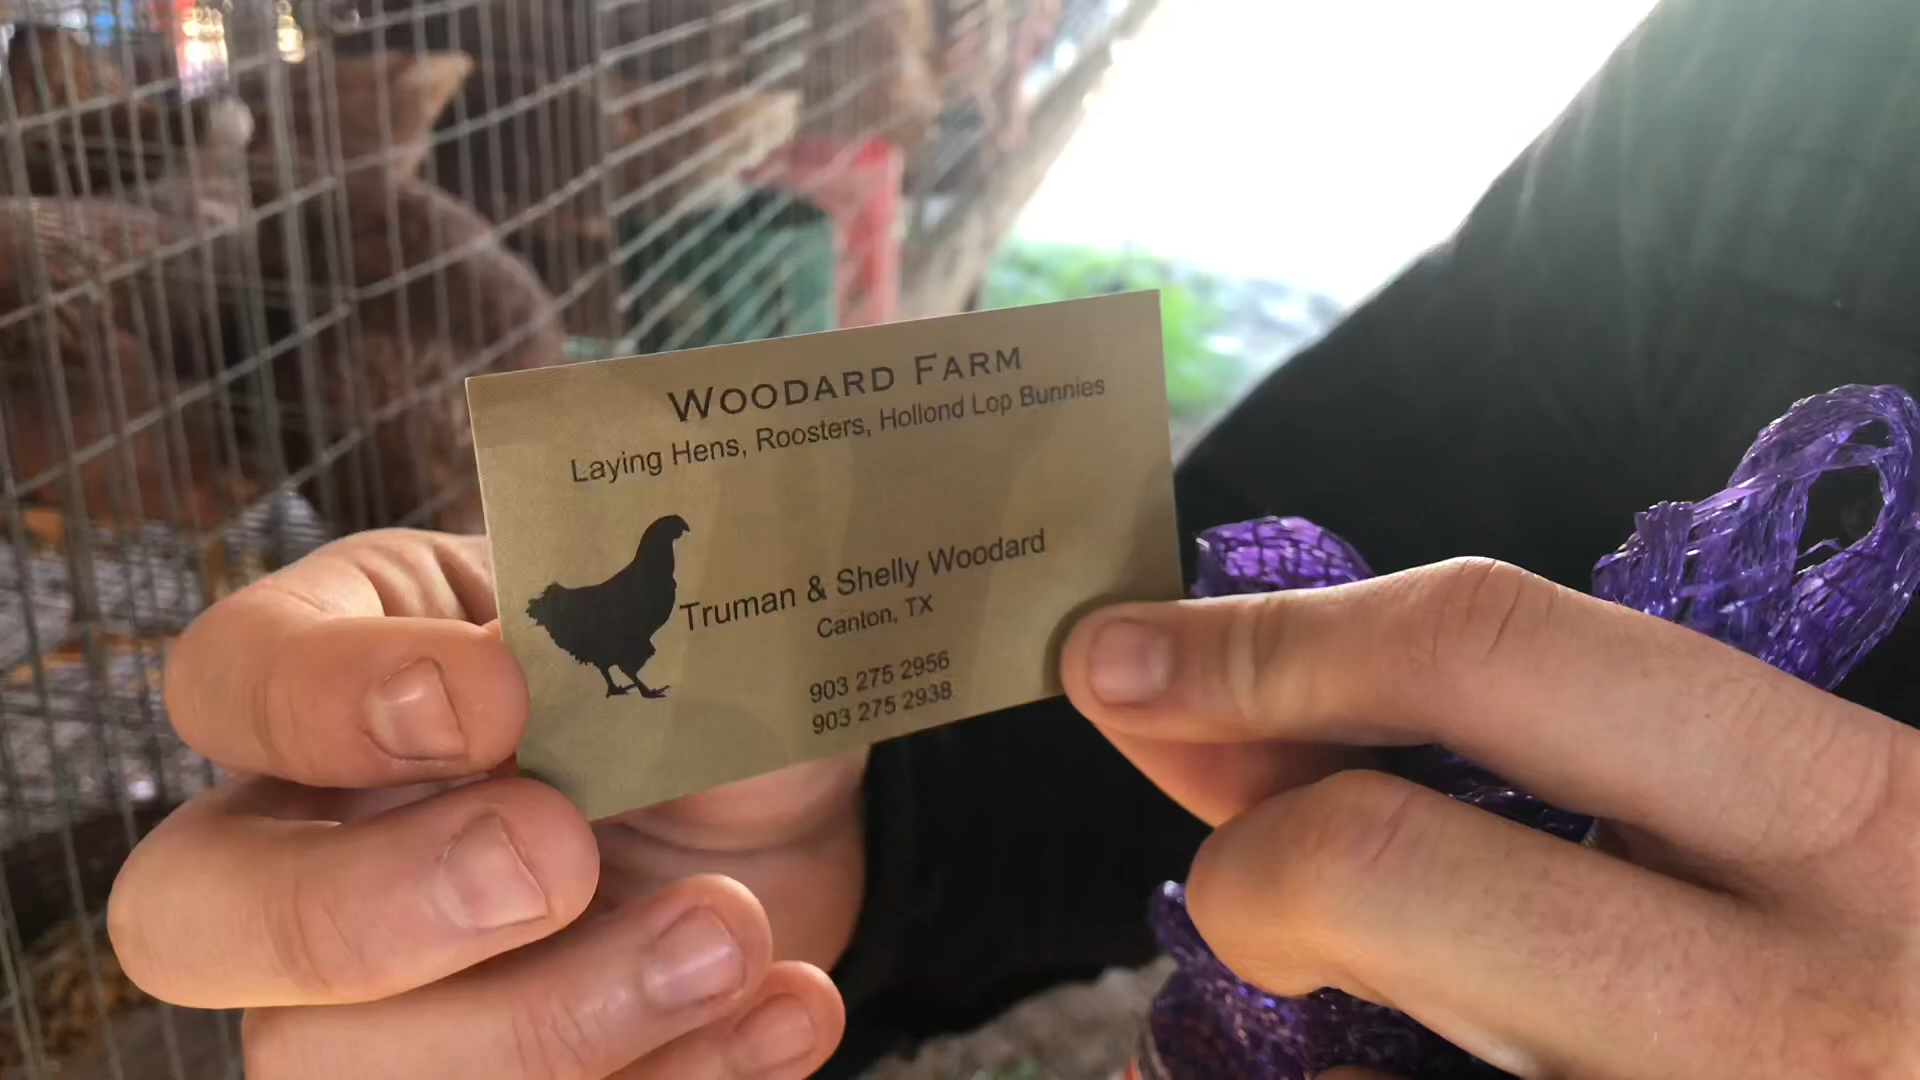 WOODARD FARM
Laying Hens, Roosters, Hollond Lop Bunnies
Truman & Shelly Woodard
Canton, TX
903 275 2956
903 275 2938